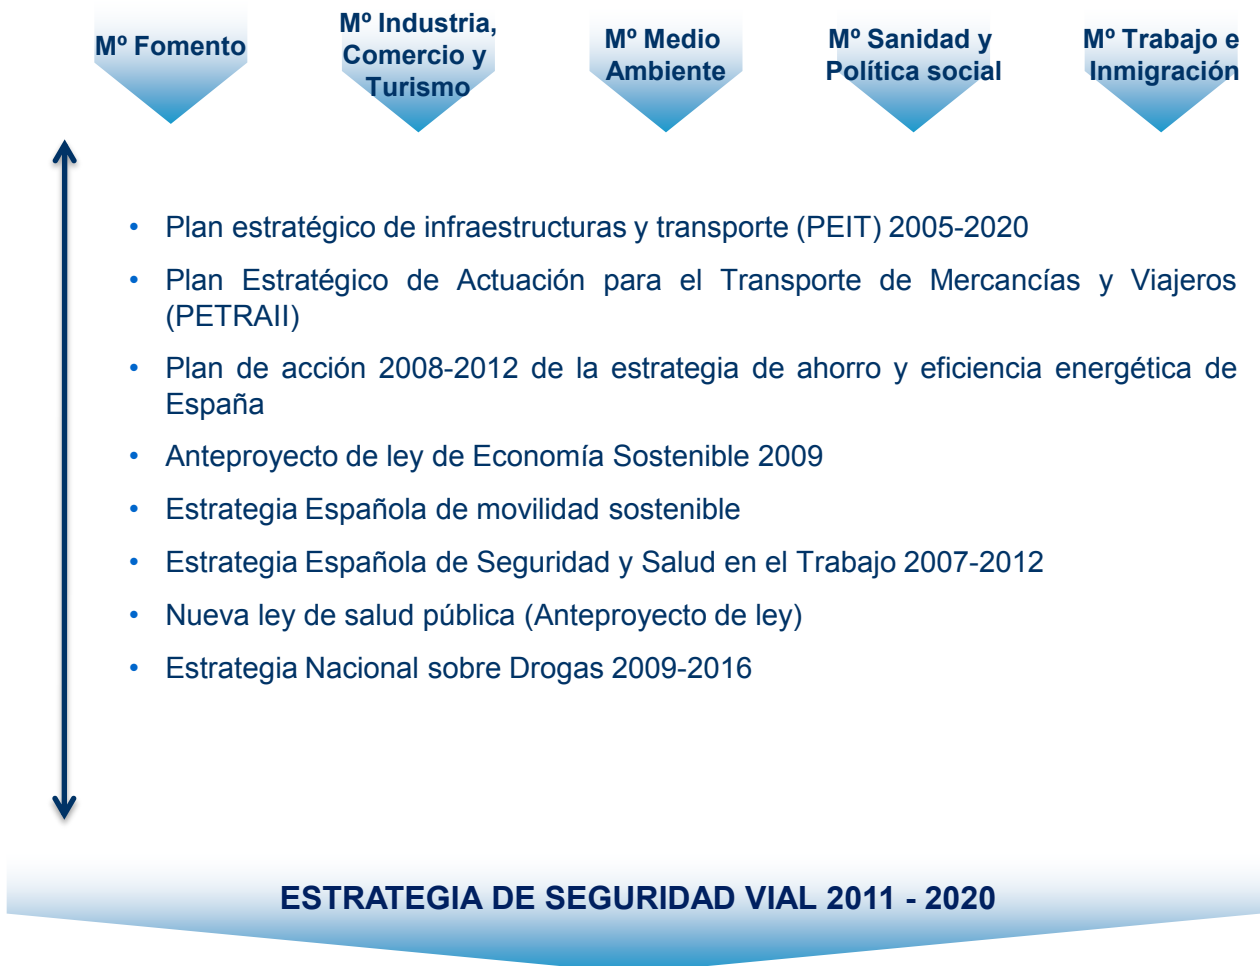 Mº Fomento
Mº Industria,
Comercio y
Turismo
Mº Medio
Ambiente
Mº Sanidad y
Política social
Mº Trabajo e
Inmigración
• Plan estratégico de infraestructuras y transporte (PEIT) 2005-2020
• Plan Estratégico de Actuación para el Transporte de Mercancías y Viajeros
(PETRAII)
• Plan de acción 2008-2012 de la estrategia de ahorro y eficiencia energética de
España
• Anteproyecto de ley de Economía Sostenible 2009
• Estrategia Española de movilidad sostenible
• Estrategia Española de Seguridad y Salud en el Trabajo 2007-2012
• Nueva ley de salud pública (Anteproyecto de ley)
• Estrategia Nacional sobre Drogas 2009-2016
ESTRATEGIA DE SEGURIDAD VIAL 2011 - 2020